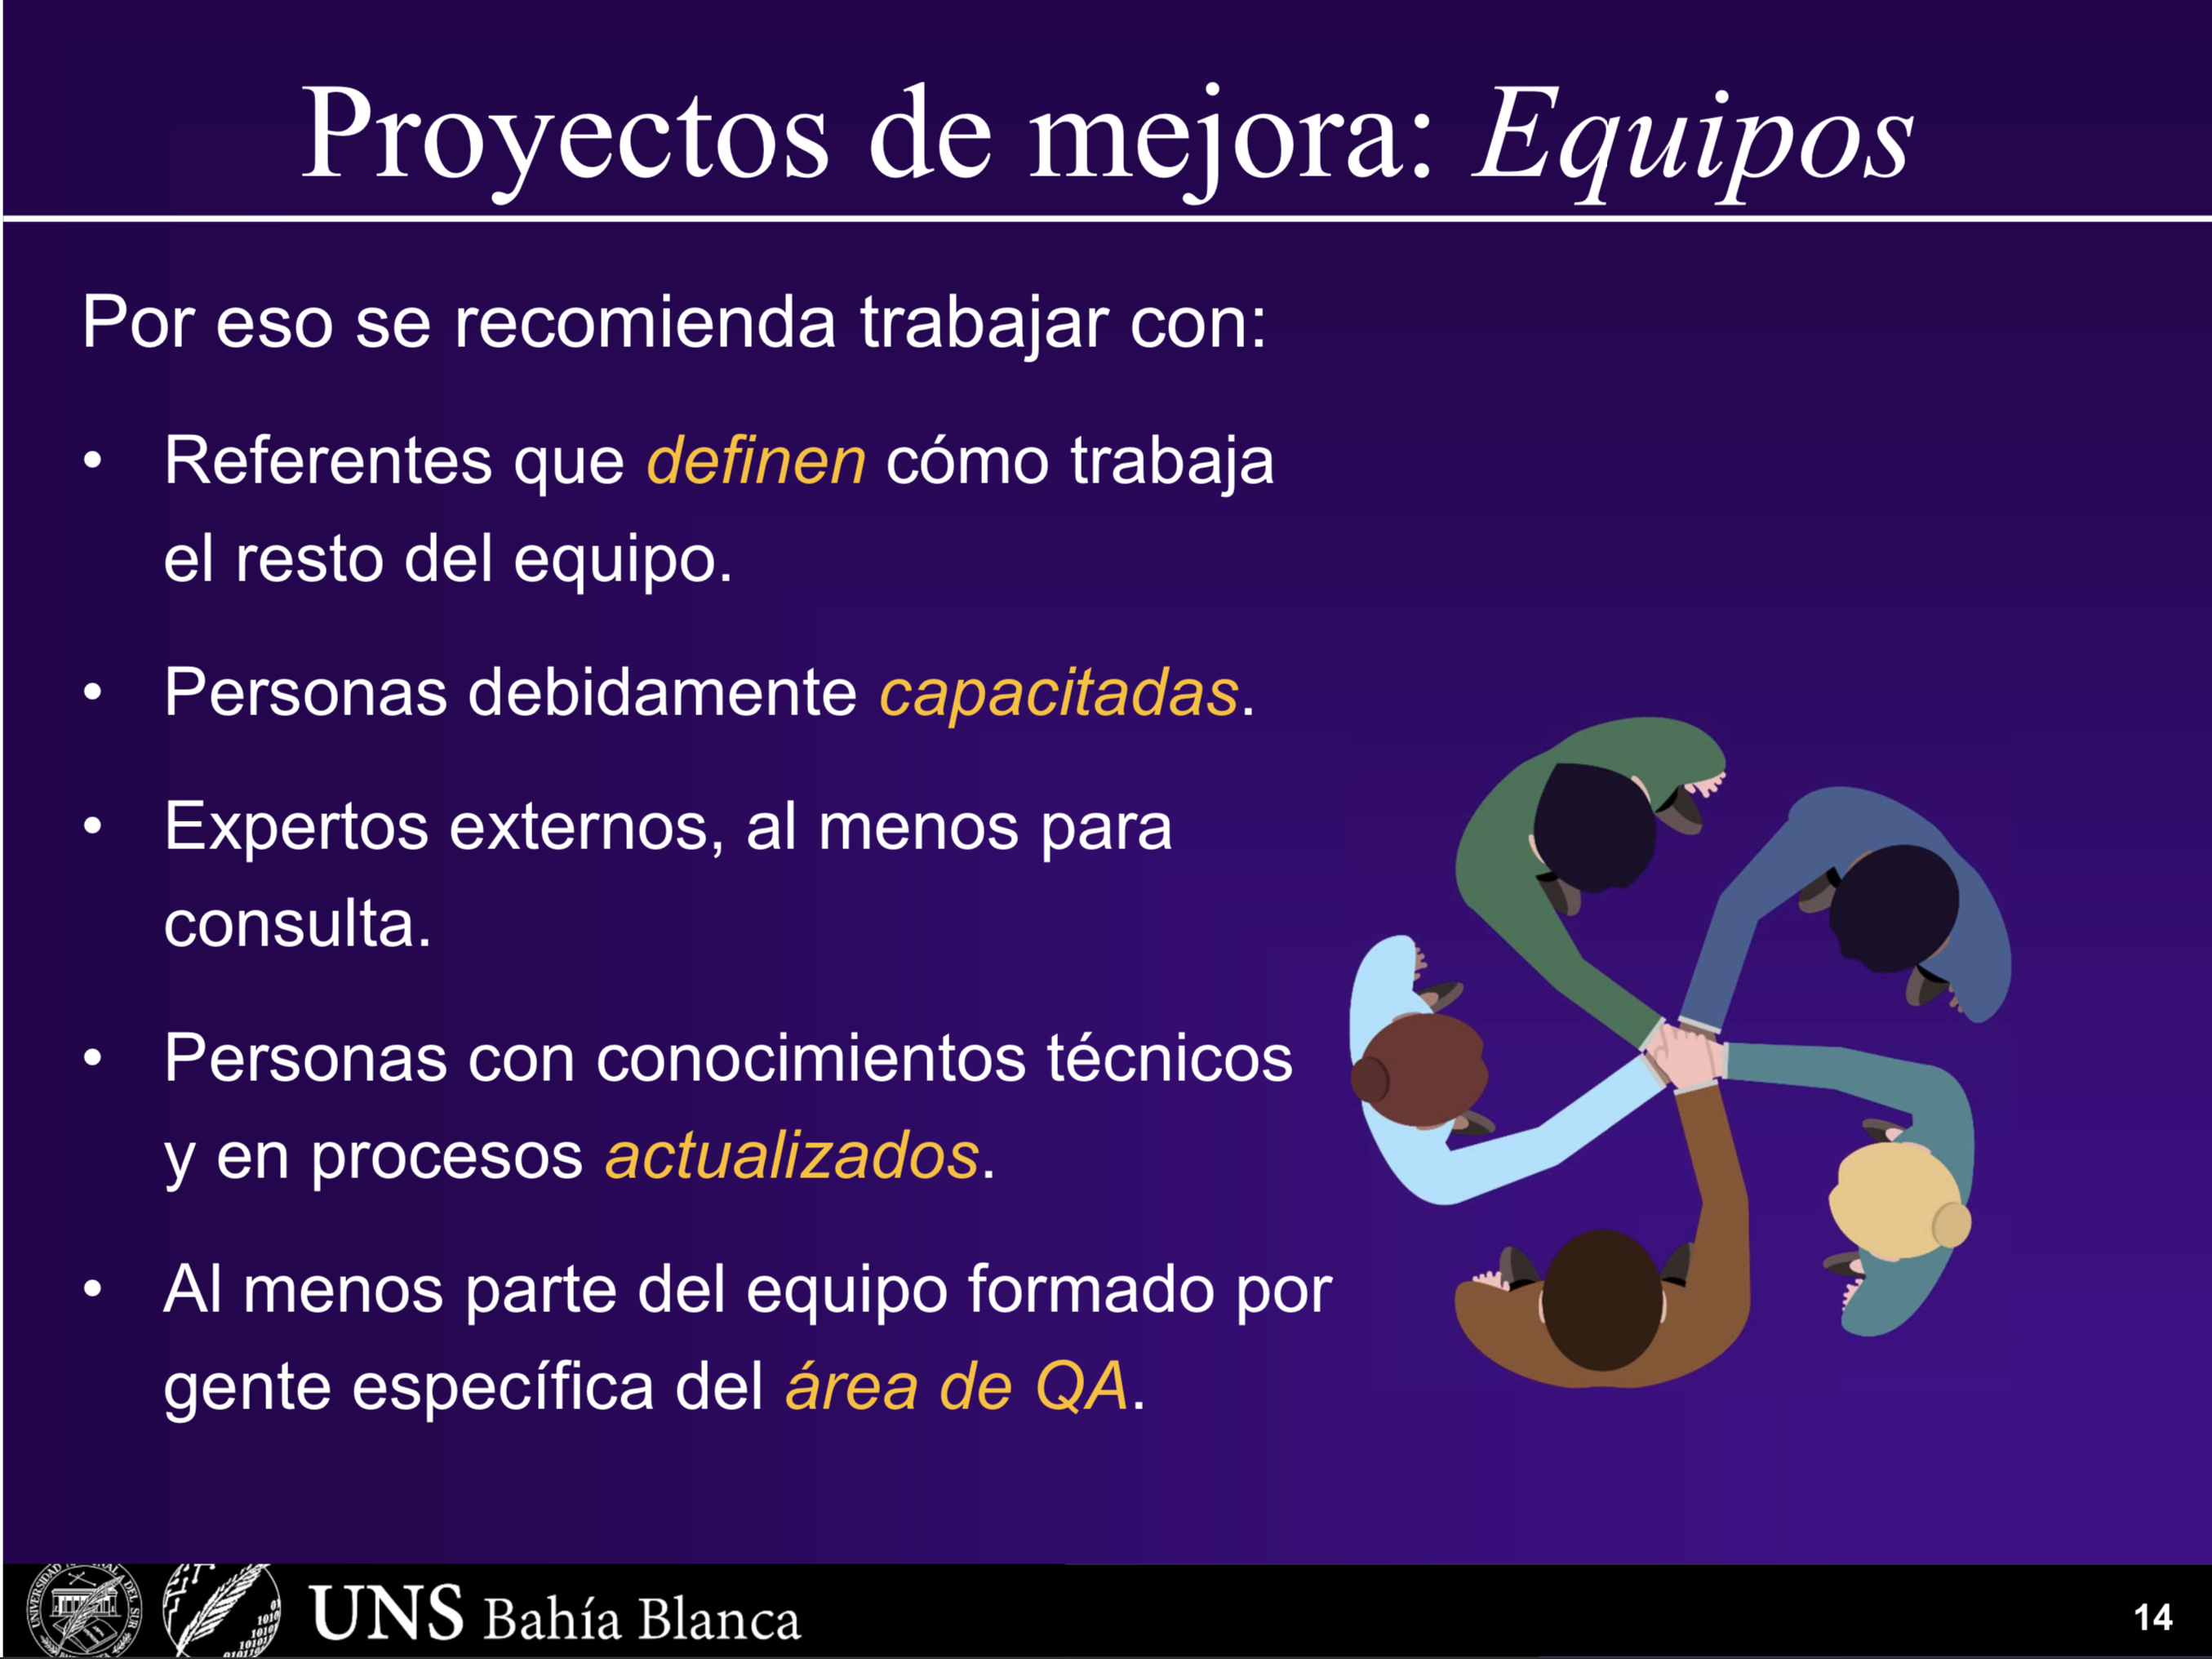 Proyectos de mejora: Equipos
Por eso se recomienda trabajar con:
• Referentes que definen cómo trabaja
el resto del equipo.
• Personas debidamente capacitadas.
• Expertos externos, al menos para
consulta.
• Personas con conocimientos técnicos
y en procesos actualizados.
• Al menos parte del equipo formado por
gente específica del área de QA.
UNS Bahía Blanca
14